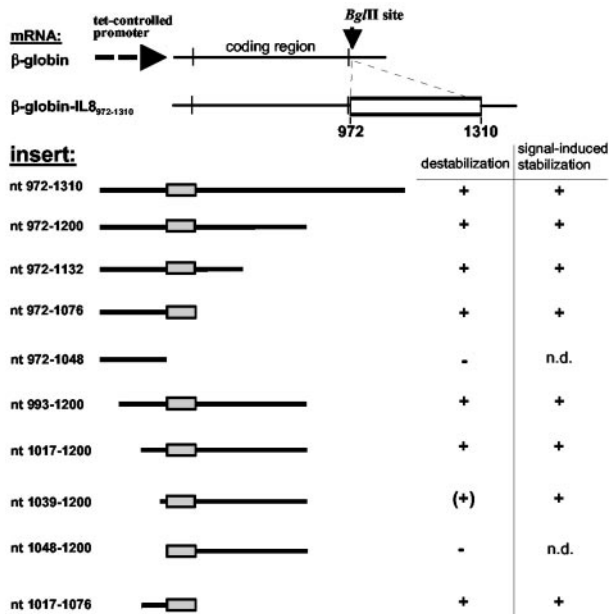 tet-controlled
promoter
BglII site
mRNA:
β-globin
coding region
β-globin-IL8972-1310
972 1310
insert:
destabilization
signal-induced
stabilization
nt 972-1310 + +
nt 972-1200 + +
nt 972-1132 + +
nt 972-1076 + +
nt 972-1048 - n.d.
nt 993-1200 + +
nt 1017-1200 + +
nt 1039-1200 (+) +
nt 1048-1200 - n.d.
nt 1017-1076 + +